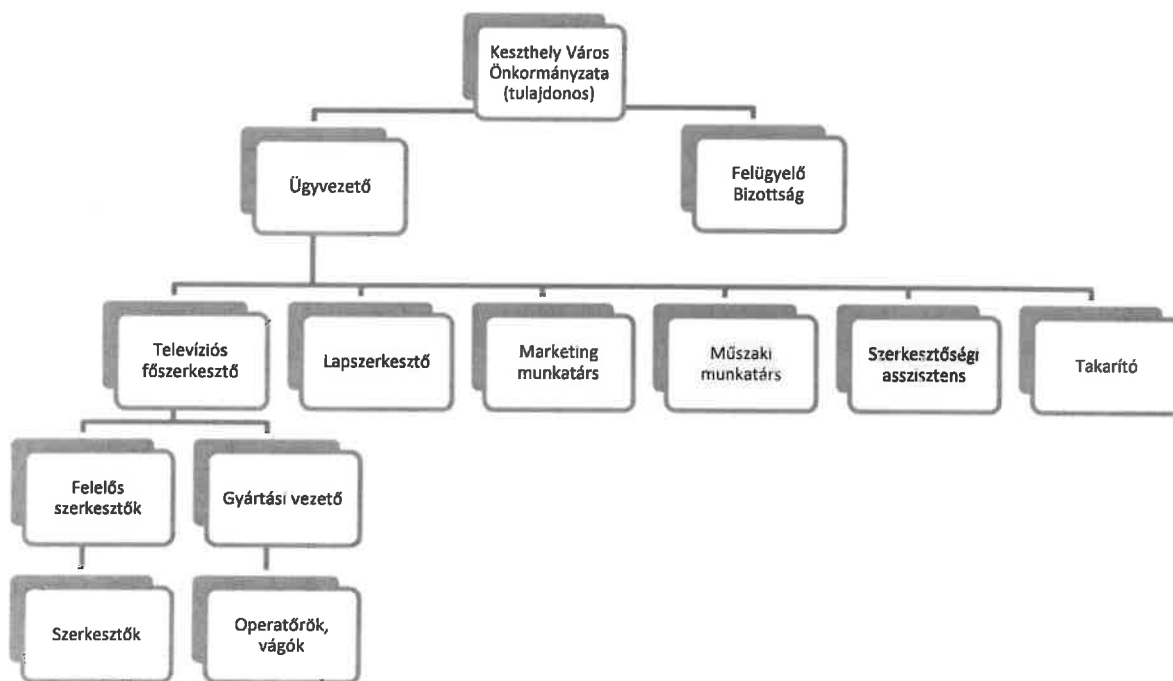 Keszthely Város
Önkormányzata
(tulajdonos)
Ügyvezető
Felügyelő
Bizottság
Televíziós
főszerkesztő
Lapszerkesztő
Marketing
munkatárs
Műszaki
munkatárs
Szerkesztőségi
asszisztens
Takarító
Felelős
szerkesztők
Gyártási vezető
Szerkesztők
Operatőrök,
vágók